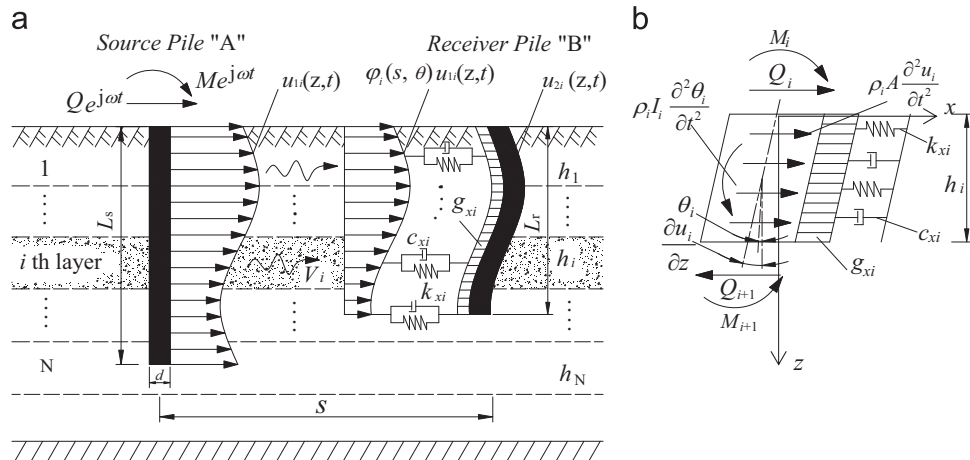 a
Source Pile "A"
Receiver Pile "B"
Me^{jωt}
Qe^{jωt}
u_{1i}(z,t)
φ_i(s, θ)u_{1i}(z,t)
u_{2i}(z,t)
1
L_s
h_1
L_r
g_{xi}
c_{xi}
i th layer
V_i
h_i
k_{xi}
N
d
h_N
s
b
M_i
Q_i
ρ_i A ∂²u_i/∂t²
ρ_i I_i ∂²θ_i/∂t²
x
k_{xi}
h_i
θ_i
∂u_i/∂z
c_{xi}
g_{xi}
Q_{i+1}
M_{i+1}
z